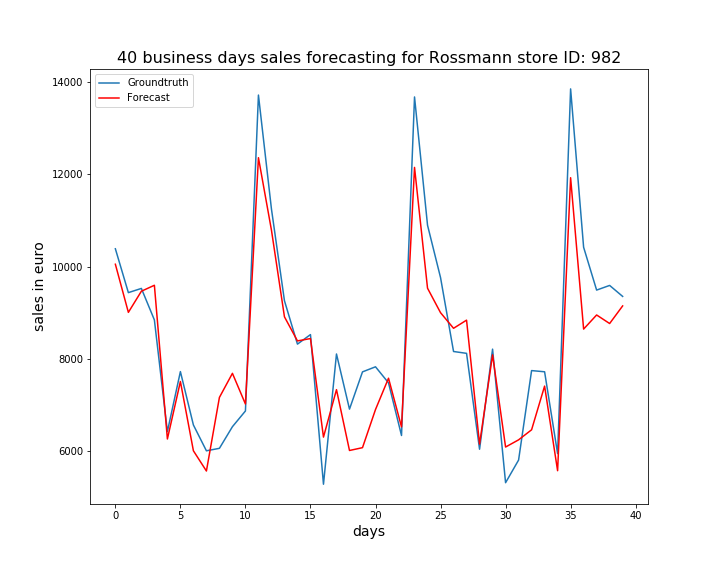 40 business days sales forecasting for Rossmann store ID: 982
Groundtruth
Forecast
sales in euro
14000
12000
10000
8000
6000
0 5 10 15 20 25 30 35 40
days